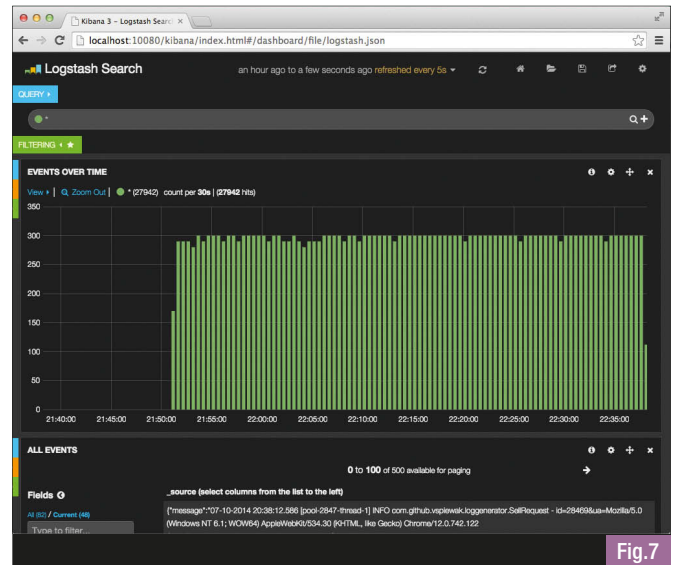 Kibana 3 – Logstash Searc
localhost:10080/kibana/index.html#/dashboard/file/logstash.json
Logstash Search
an hour ago to a few seconds ago refreshed every 5s
QUERY
*
FILTERING
EVENTS OVER TIME
View | Zoom Out | * (27942) count per 30s | (27942 hits)
350
300
250
200
150
100
50
0
21:40:00 21:45:00 21:50:00 21:55:00 22:00:00 22:05:00 22:10:00 22:15:00 22:20:00 22:25:00 22:30:00 22:35:00
ALL EVENTS
0 to 100 of 500 available for paging
Fields
All (82) / Current (48)
Type to filter...
_source (select columns from the list to the left)
{"message":"07-10-2014 20:38:12.586 [pool-2847-thread-1] INFO com.github.vspiewak.loggenerator.SellRequest - id=28469&ua=Mozilla/5.0
(Windows NT 6.1; WOW64) AppleWebKit/534.30 (KHTML, like Gecko) Chrome/12.0.742.122
Fig.7